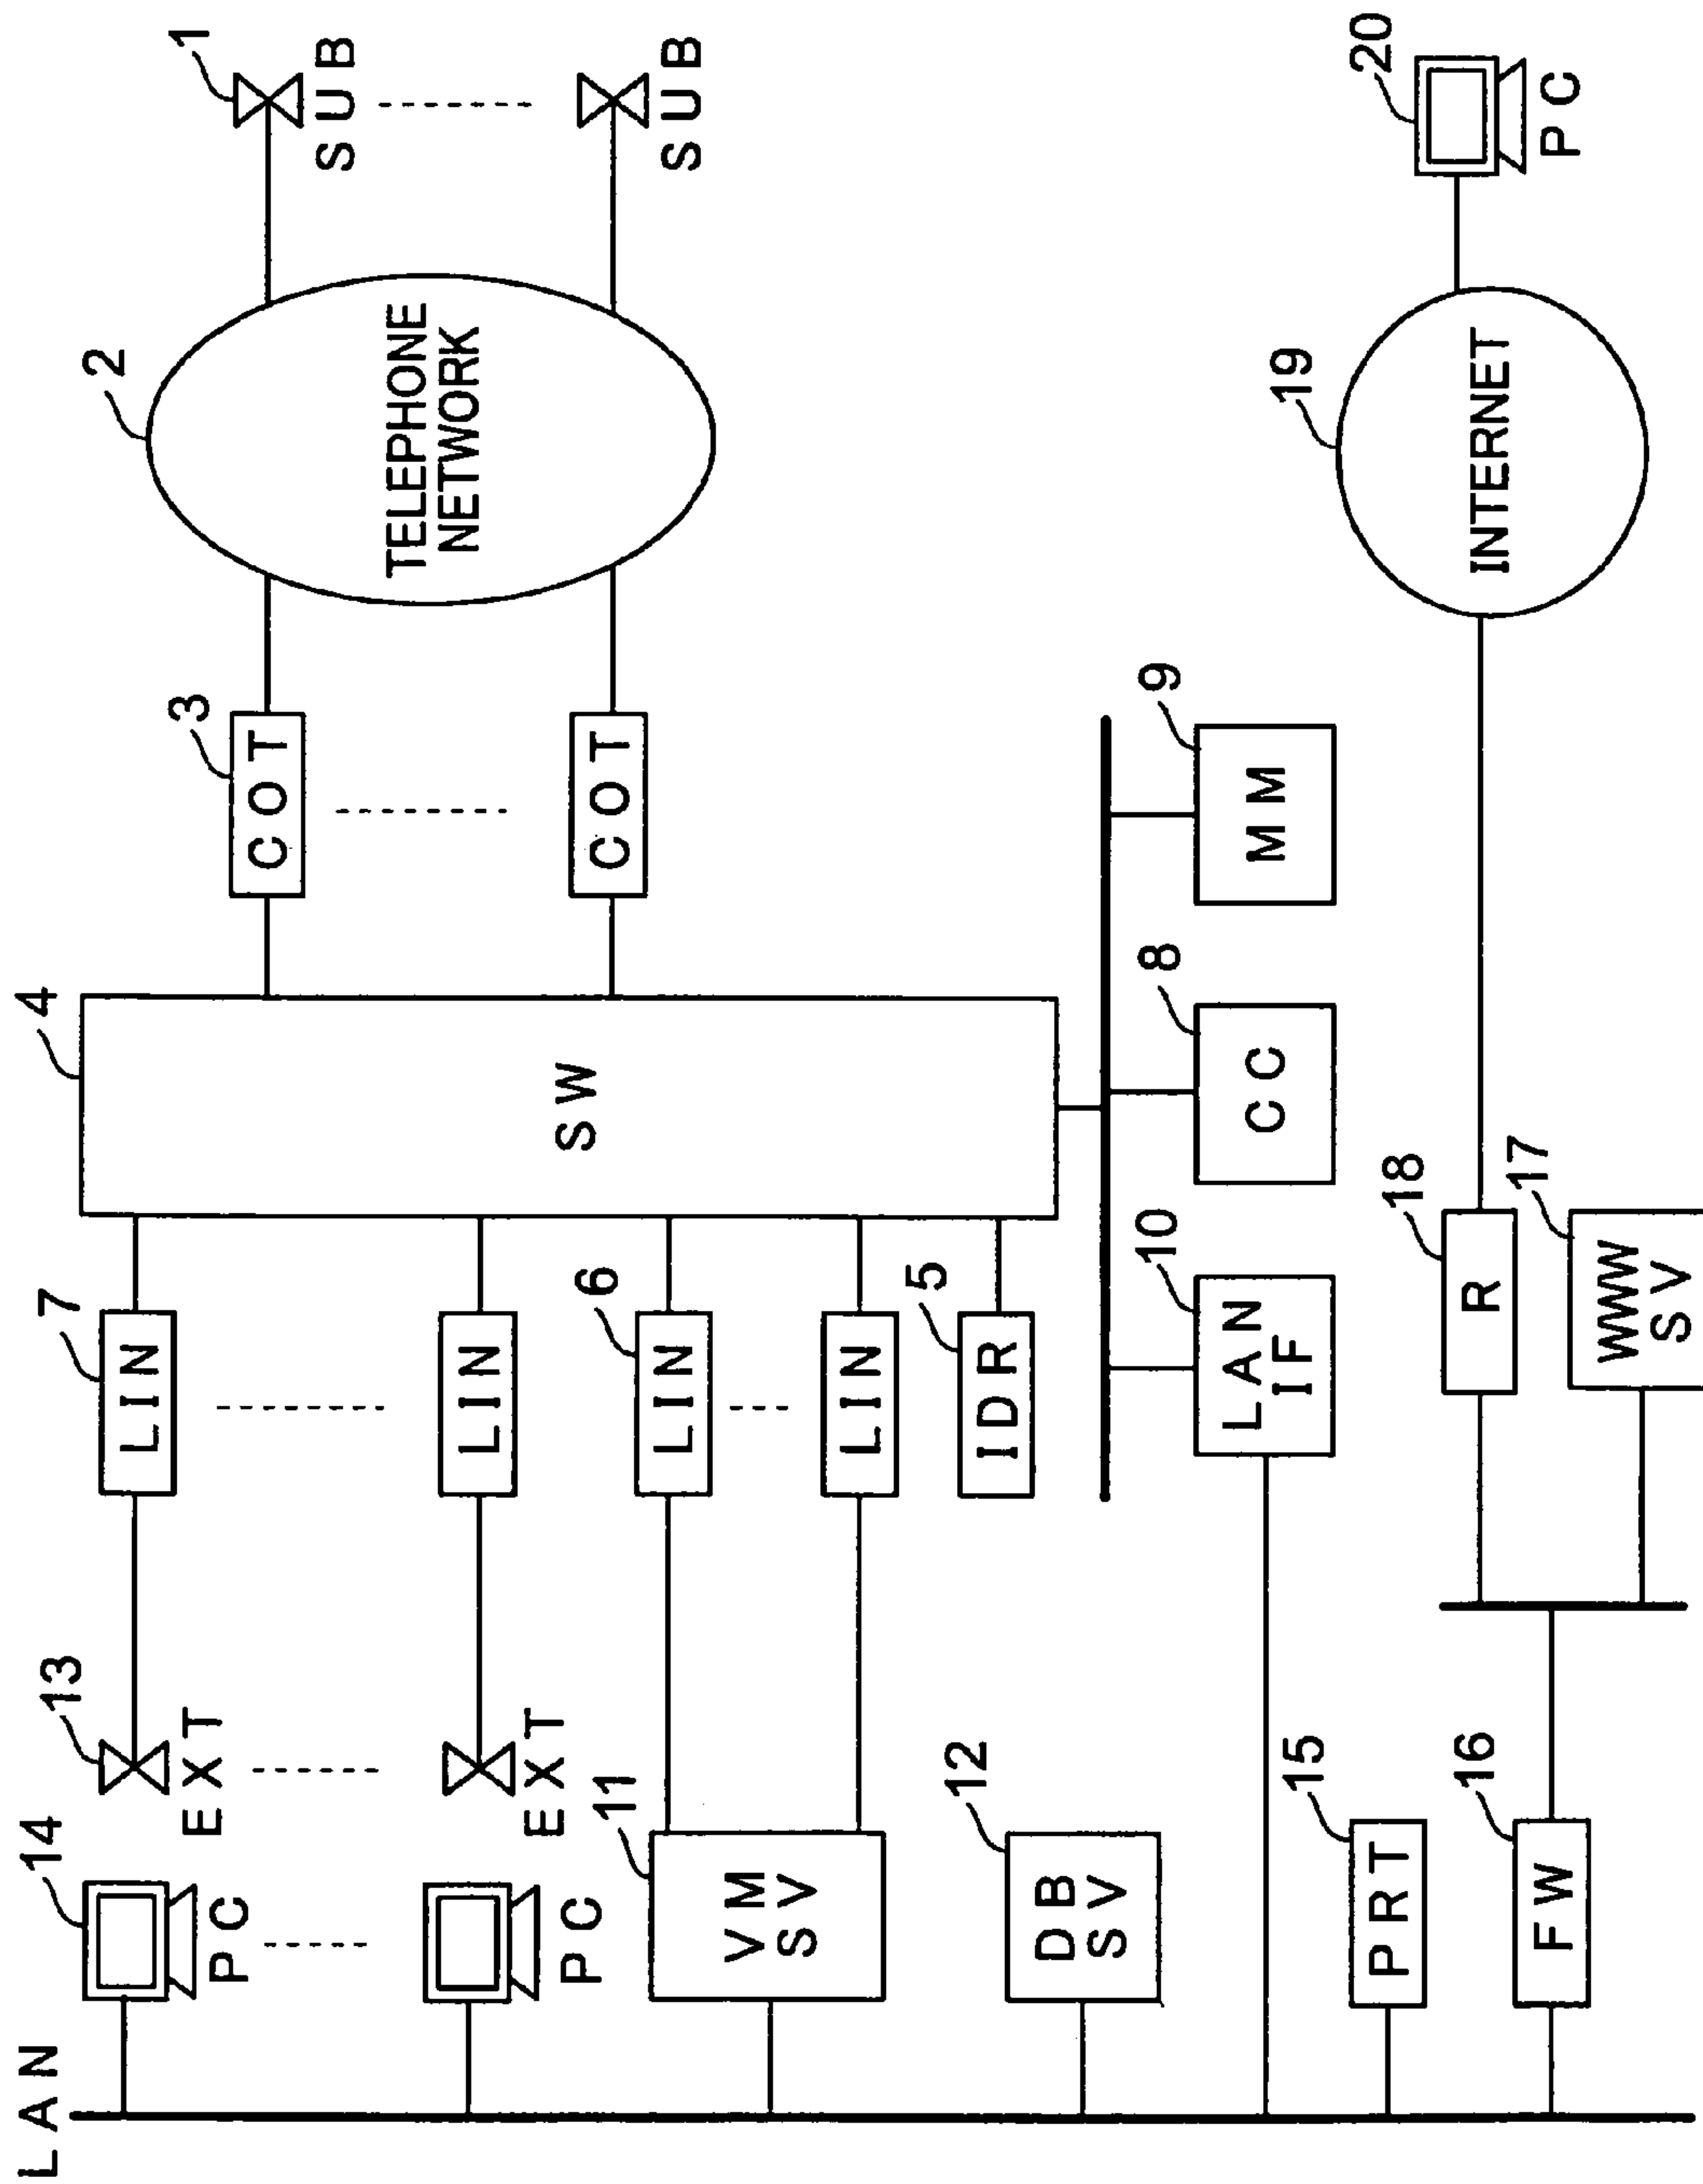 LAN
14
PC
PC
13
EXT
EXT
7
LIN
LIN
6
LIN
LIN
5
IDR
11
VM
SV
12
DB
SV
15
PRT
16
FW
4
SW
3
COT
COT
2
TELEPHONE
NETWORK
1
SUB
SUB
10
LAN
IF
8
CC
9
MM
18
R
17
WWW
SV
19
INTERNET
20
PC